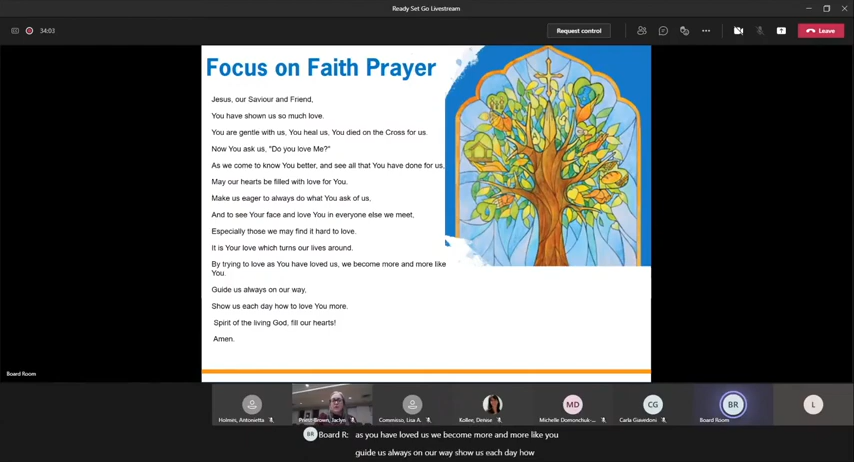 Ready Set Go Livestream
34:03
Request control
Leave
Focus on Faith Prayer
Jesus, our Saviour and Friend,
You have shown us so much love.
You are gentle with us, You heal us, You died on the Cross for us.
Now You ask us, "Do you love Me?"
As we come to know You better, and see all that You have done for us,
May our hearts be filled with love for You.
Make us eager to always do what You ask of us,
And to see Your face and love You in everyone else we meet,
Especially those we may find it hard to love.
It is Your love which turns our lives around.
By trying to love as You have loved us, we become more and more like
You.
Guide us always on our way,
Show us each day how to love You more.
Spirit of the living God, fill our hearts!
Amen.
Board Room
MD
CG
BR
L
Holmes, Antonietta
Primo-Brown, Jaclyn
Commisso, Lisa A.
Kollee, Denise
Michelle Domonchuk-...
Carla Giavedoni
Board Room
BR
Board R: as you have loved us we become more and more like you
guide us always on our way show us each day how